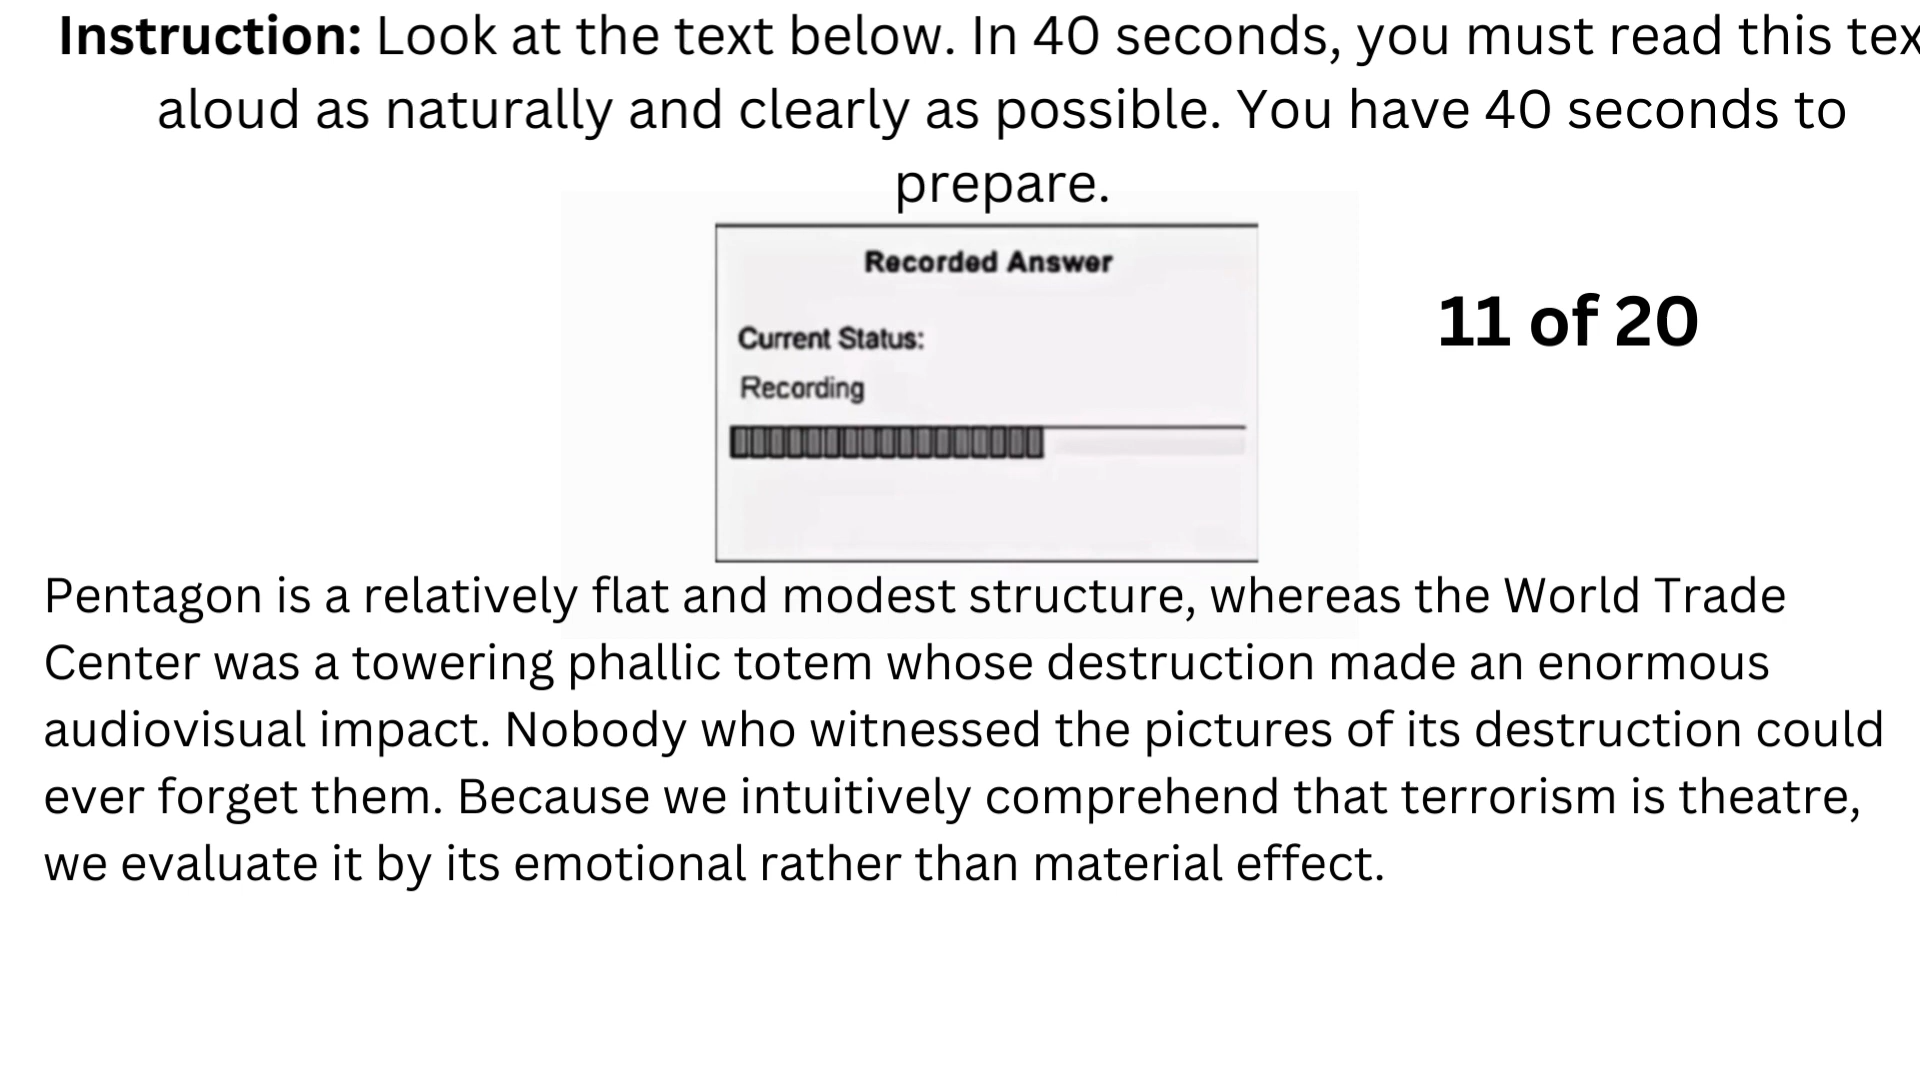 Instruction: Look at the text below. In 40 seconds, you must read this tex
aloud as naturally and clearly as possible. You have 40 seconds to
prepare.
Recorded Answer
Current Status:
Recording
11 of 20
Pentagon is a relatively flat and modest structure, whereas the World Trade
Center was a towering phallic totem whose destruction made an enormous
audiovisual impact. Nobody who witnessed the pictures of its destruction could
ever forget them. Because we intuitively comprehend that terrorism is theatre,
we evaluate it by its emotional rather than material effect.